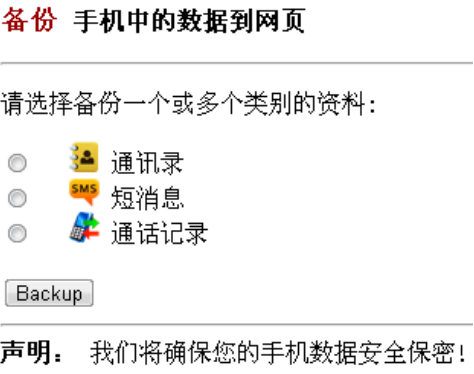 备份 手机中的数据到网页
请选择备份一个或多个类别的资料:
通讯录
SMS 短消息
通话记录
Backup
声明： 我们将确保您的手机数据安全保密!